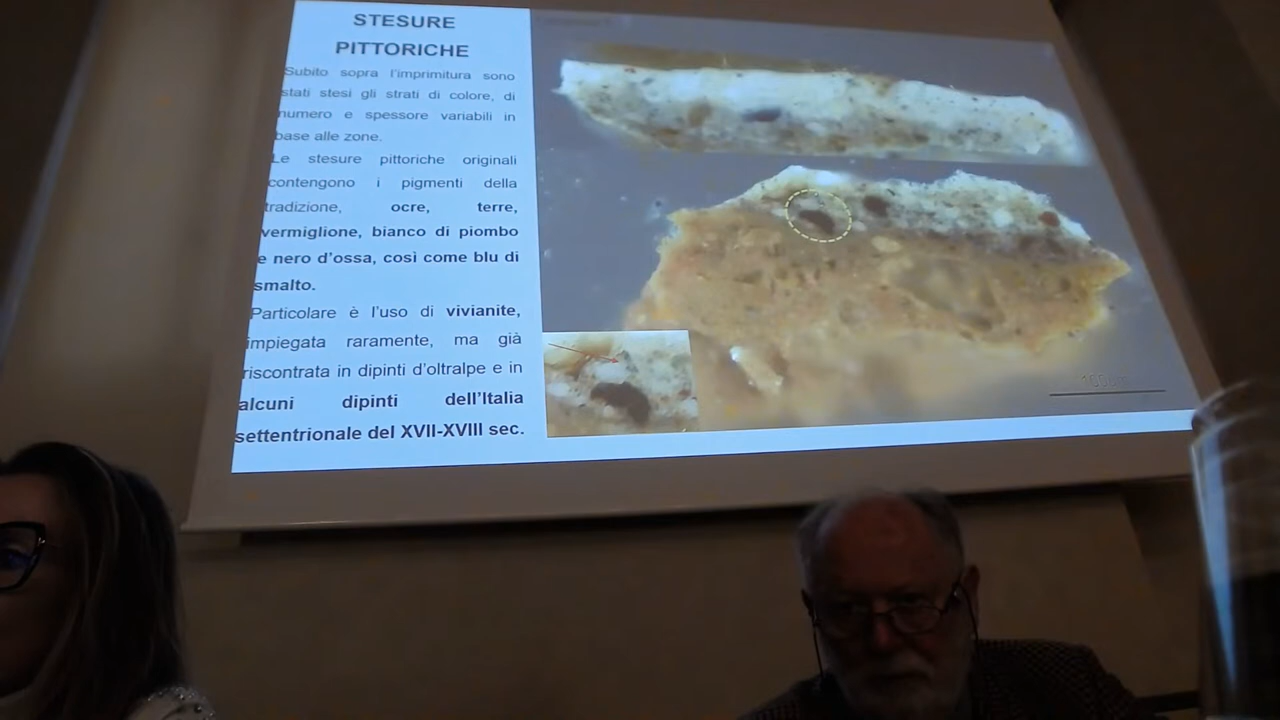 STESURE
PITTORICHE
Subito sopra l'imprimitura sono
stati stesi gli strati di colore, di
numero e spessore variabili in
base alle zone.
Le stesure pittoriche originali
contengono i pigmenti della
tradizione, ocre, terre,
vermiglione, bianco di piombo
e nero d'ossa, così come blu di
smalto.
Particolare è l'uso di vivianite,
impiegata raramente, ma già
riscontrata in dipinti d'oltralpe e in
alcuni dipinti dell'Italia
settentrionale del XVII-XVIII sec.